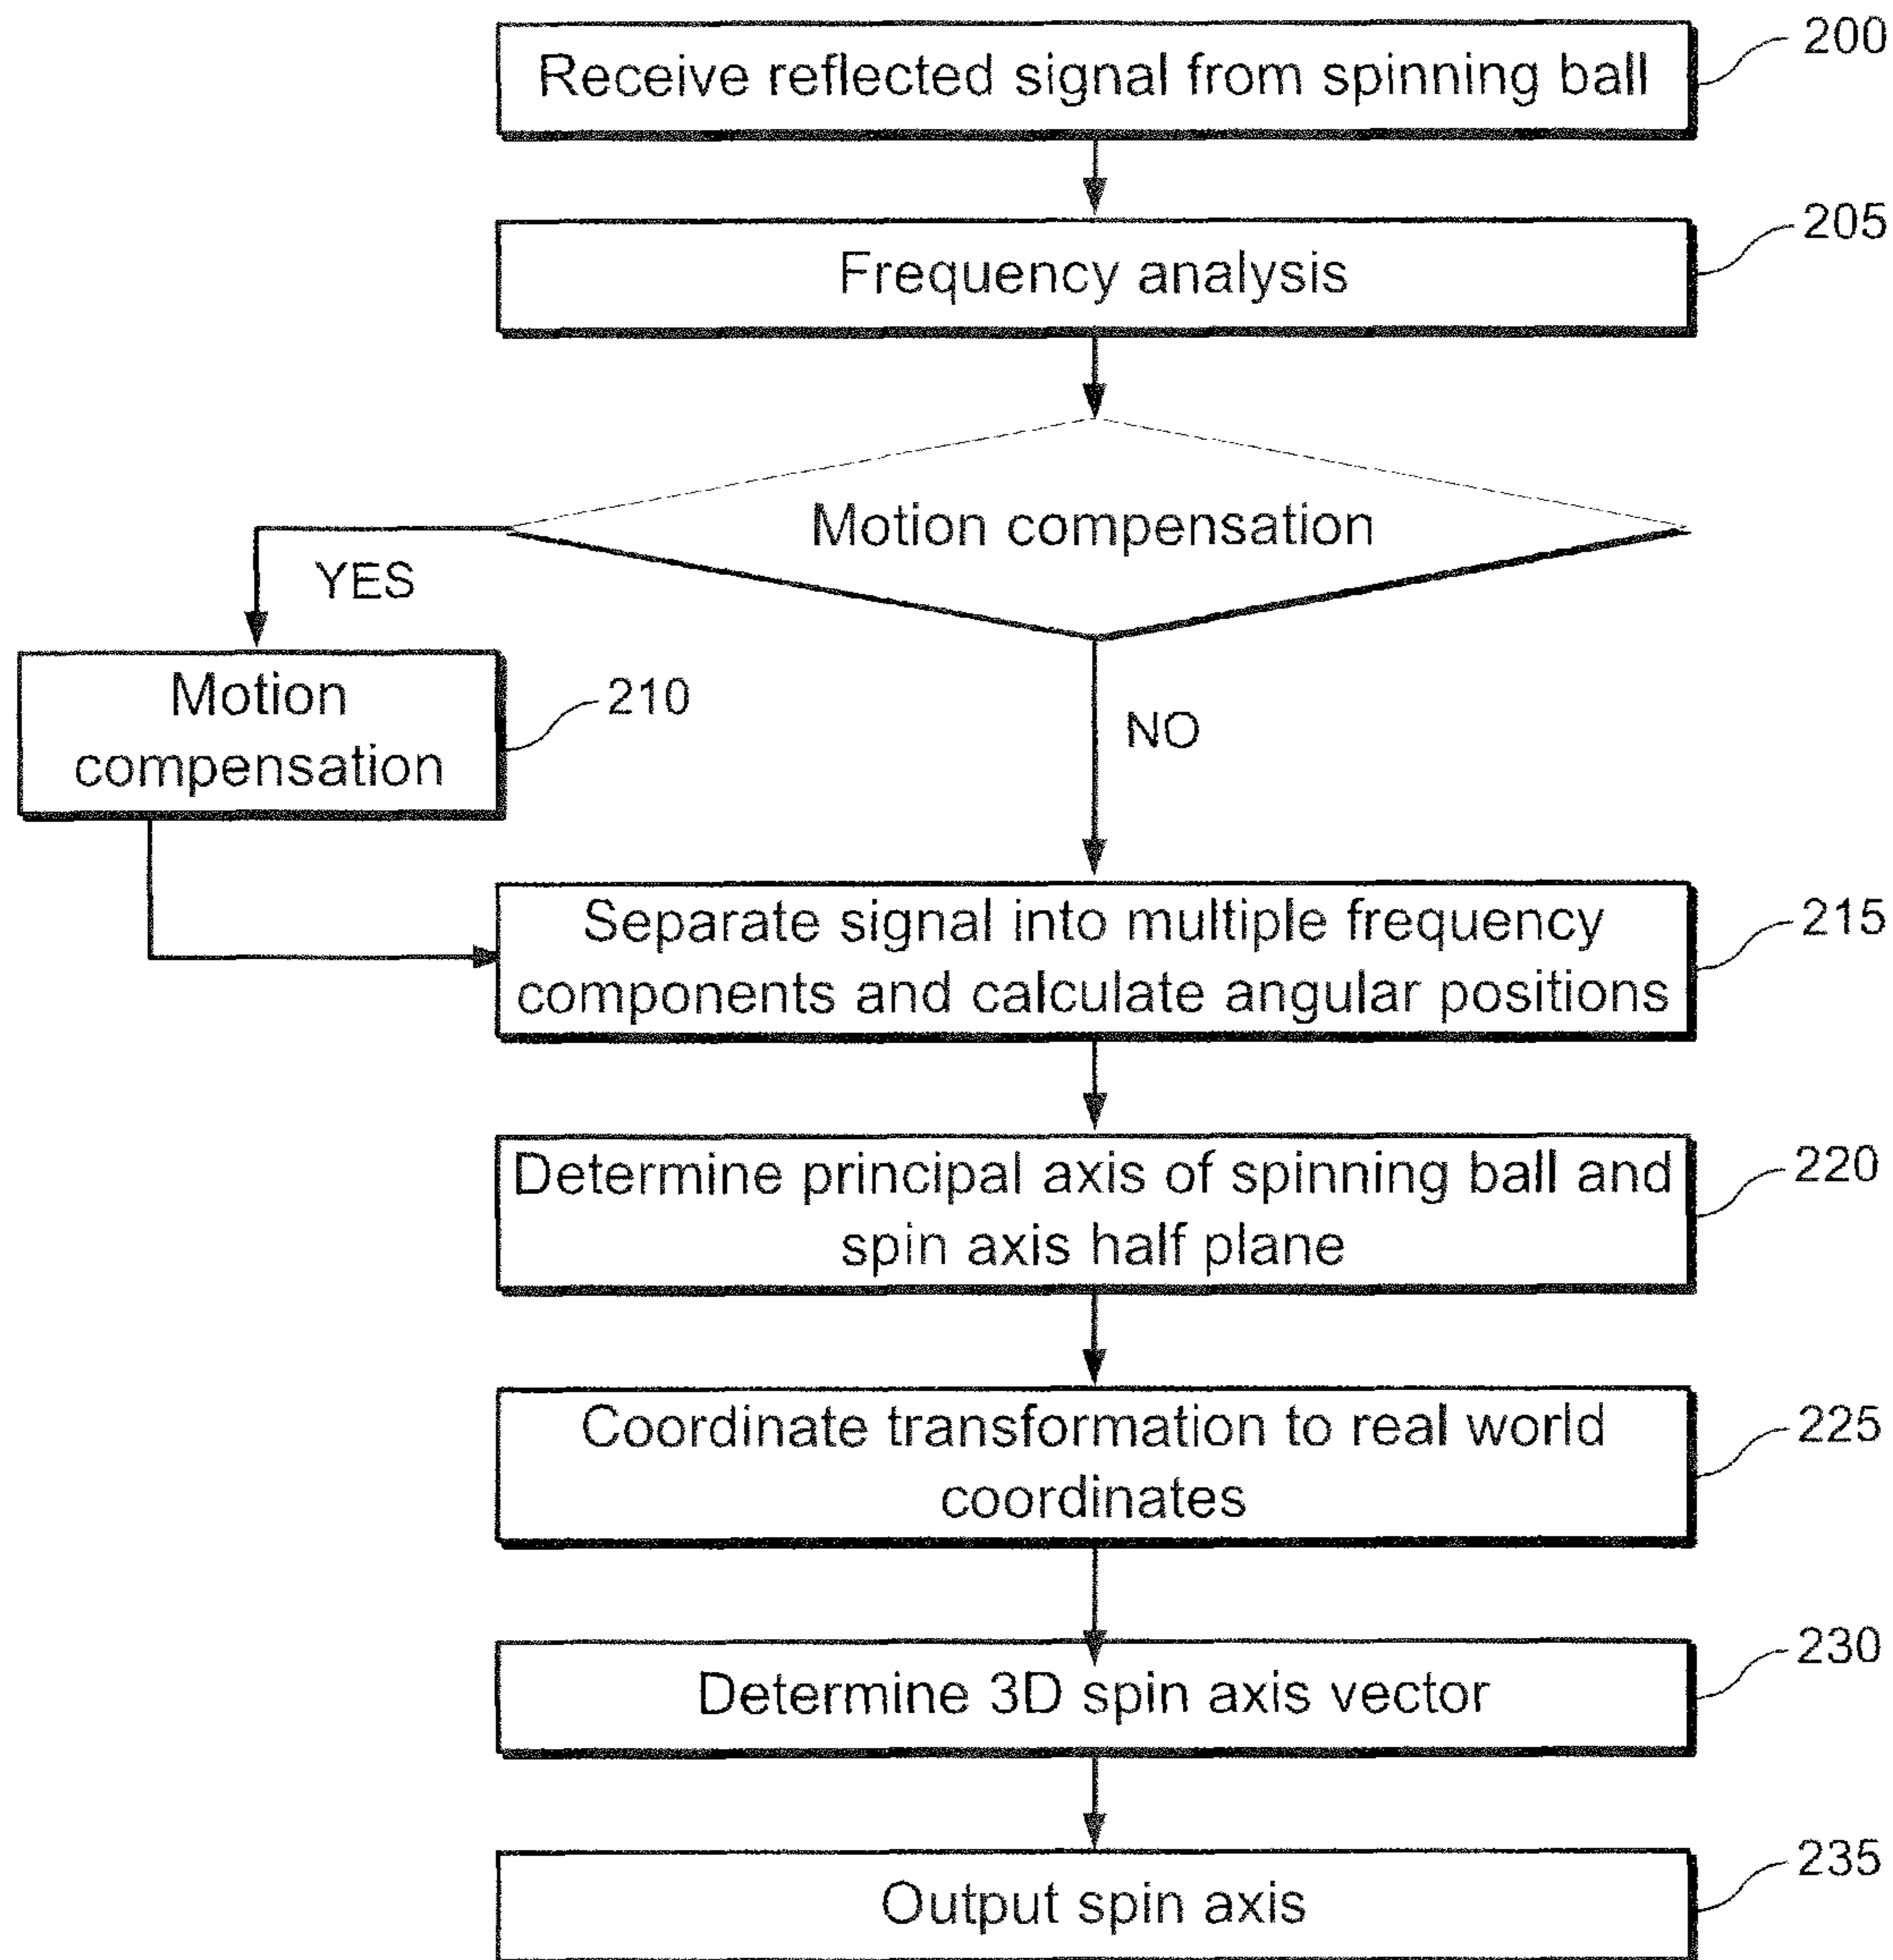 Receive reflected signal from spinning ball
200
Frequency analysis
205
Motion compensation
YES
NO
Motion
compensation
210
Separate signal into multiple frequency
components and calculate angular positions
215
Determine principal axis of spinning ball and
spin axis half plane
220
Coordinate transformation to real world
coordinates
225
Determine 3D spin axis vector
230
Output spin axis
235